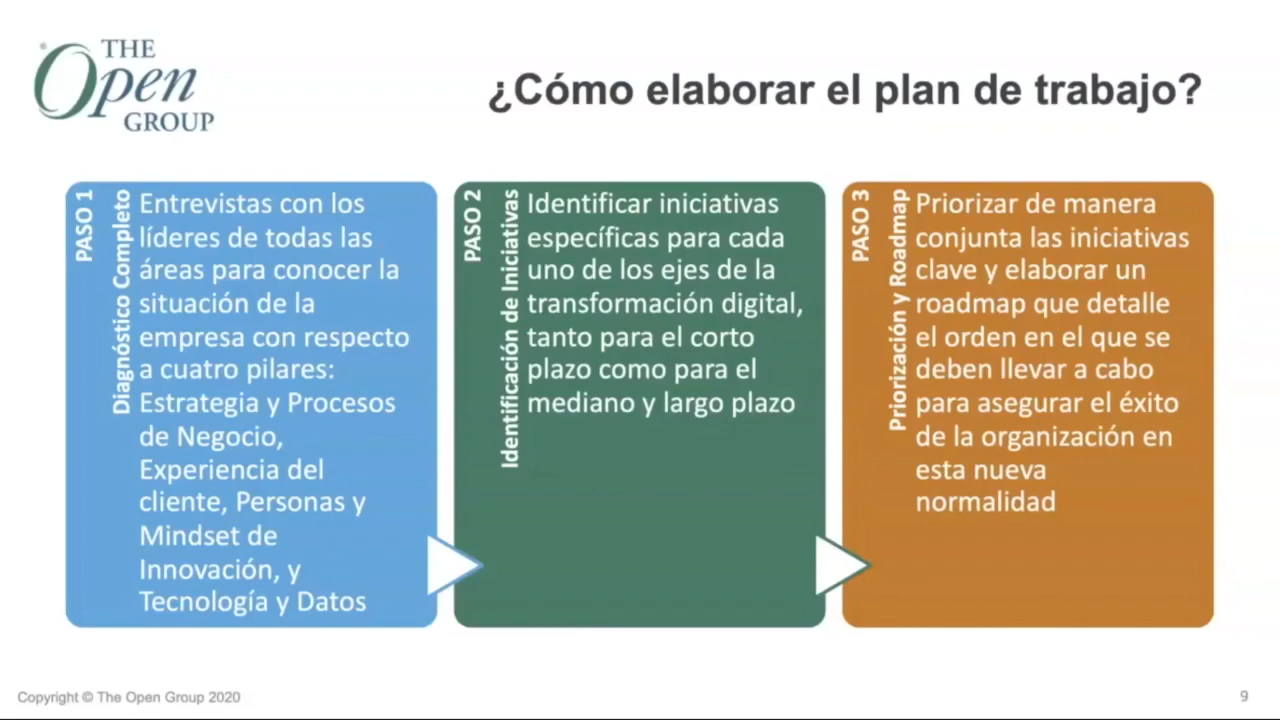 THE
Open
GROUP
¿Cómo elaborar el plan de trabajo?
PASO 1
Diagnóstico Completo
Entrevistas con los
líderes de todas las
áreas para conocer la
situación de la
empresa con respecto
a cuatro pilares:
Estrategia y Procesos
de Negocio,
Experiencia del
cliente, Personas y
Mindset de
Innovación, y
Tecnología y Datos
PASO 2
Identificación de Iniciativas
Identificar iniciativas
específicas para cada
uno de los ejes de la
transformación digital,
tanto para el corto
plazo como para el
mediano y largo plazo
PASO 3
Priorización y Roadmap
Priorizar de manera
conjunta las iniciativas
clave y elaborar un
roadmap que detalle
el orden en el que se
deben llevar a cabo
para asegurar el éxito
de la organización en
esta nueva
normalidad
Copyright © The Open Group 2020
9